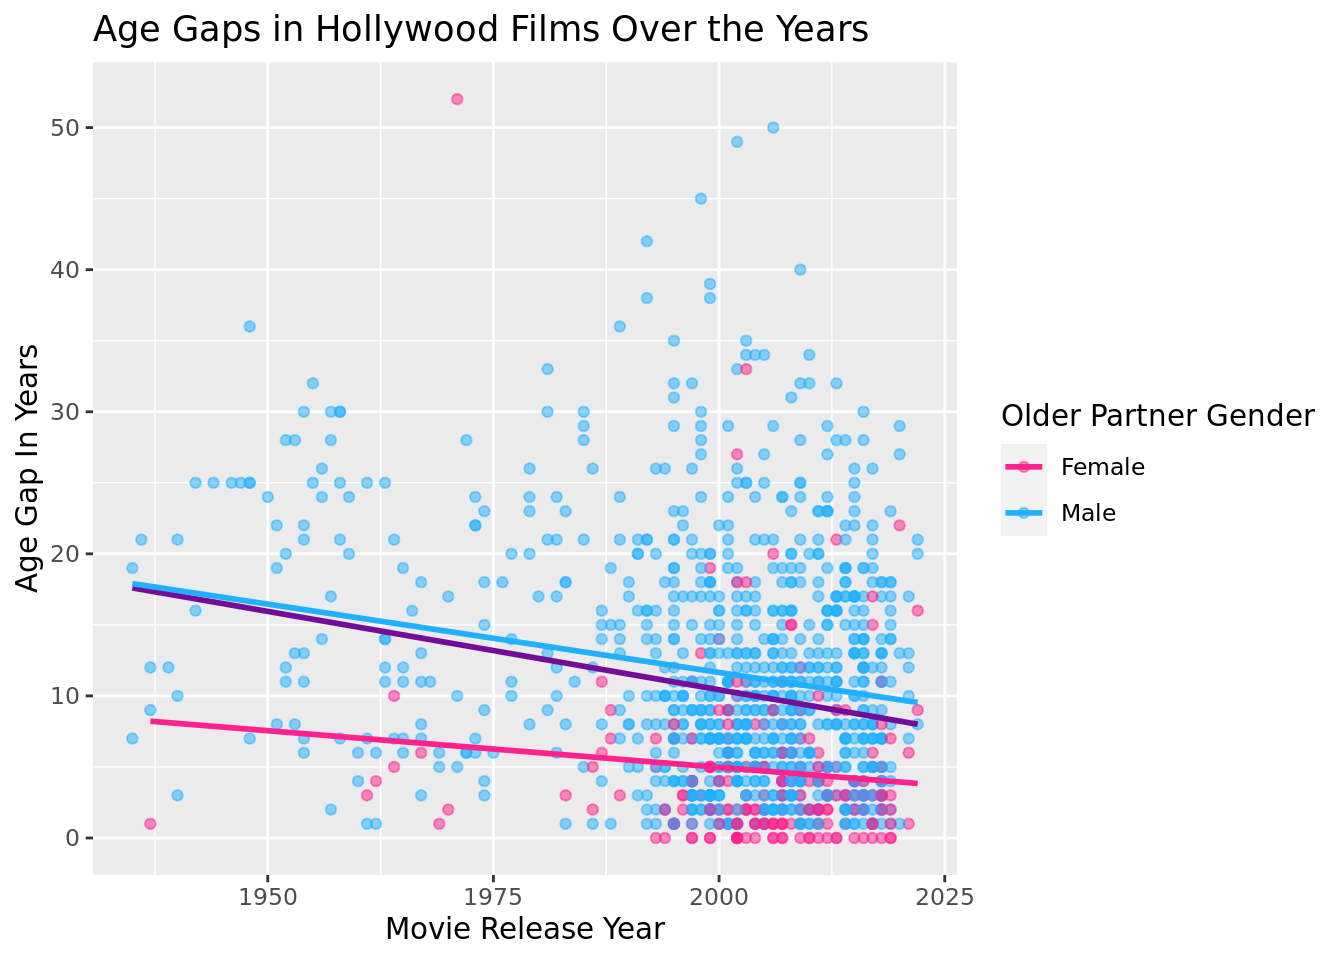 Age Gaps in Hollywood Films Over the Years
Age Gap In Years
50
40
30
20
10
0
1950 1975 2000 2025
Movie Release Year
Older Partner Gender
Female
Male